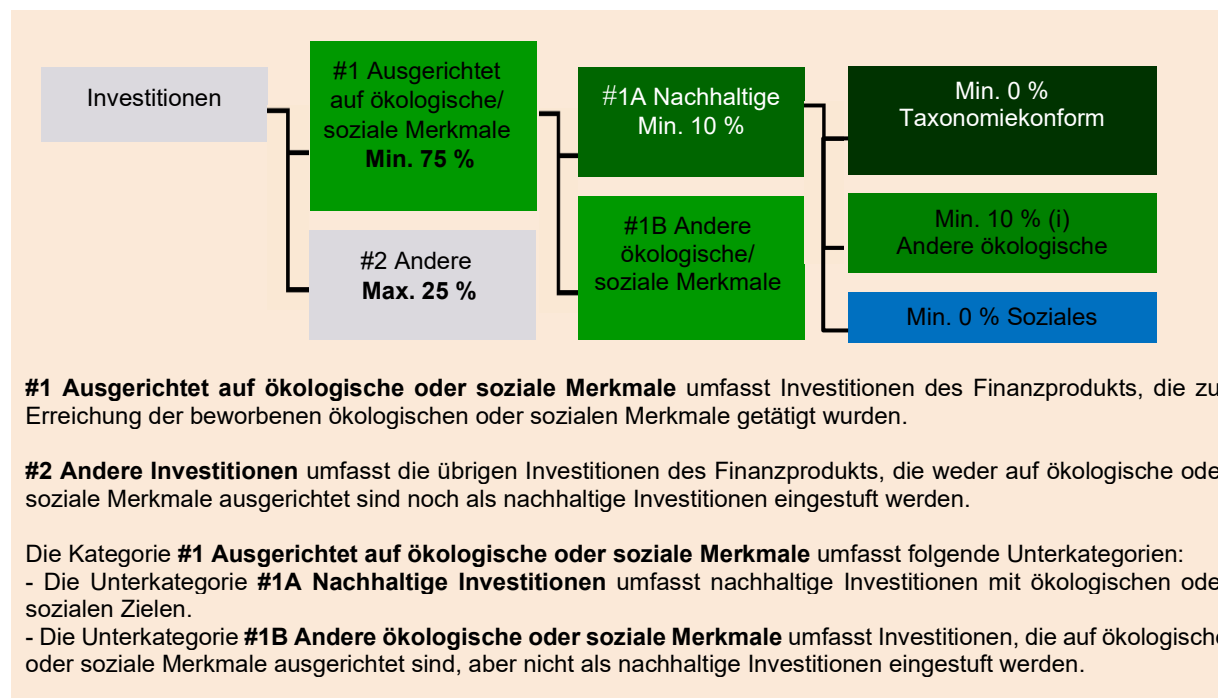 Investitionen
#1 Ausgerichtet
auf ökologische/
soziale Merkmale
Min. 75 %
#2 Andere
Max. 25 %
#1A Nachhaltige
Min. 10 %
#1B Andere
ökologische/
soziale Merkmale
Min. 0 %
Taxonomiekonform
Min. 10 % (i)
Andere ökologische
Min. 0 % Soziales
#1 Ausgerichtet auf ökologische oder soziale Merkmale umfasst Investitionen des Finanzprodukts, die zu
Erreichung der beworbenen ökologischen oder sozialen Merkmale getätigt wurden.
#2 Andere Investitionen umfasst die übrigen Investitionen des Finanzprodukts, die weder auf ökologische ode
soziale Merkmale ausgerichtet sind noch als nachhaltige Investitionen eingestuft werden.
Die Kategorie #1 Ausgerichtet auf ökologische oder soziale Merkmale umfasst folgende Unterkategorien:
- Die Unterkategorie #1A Nachhaltige Investitionen umfasst nachhaltige Investitionen mit ökologischen ode
sozialen Zielen.
- Die Unterkategorie #1B Andere ökologische oder soziale Merkmale umfasst Investitionen, die auf ökologische
oder soziale Merkmale ausgerichtet sind, aber nicht als nachhaltige Investitionen eingestuft werden.